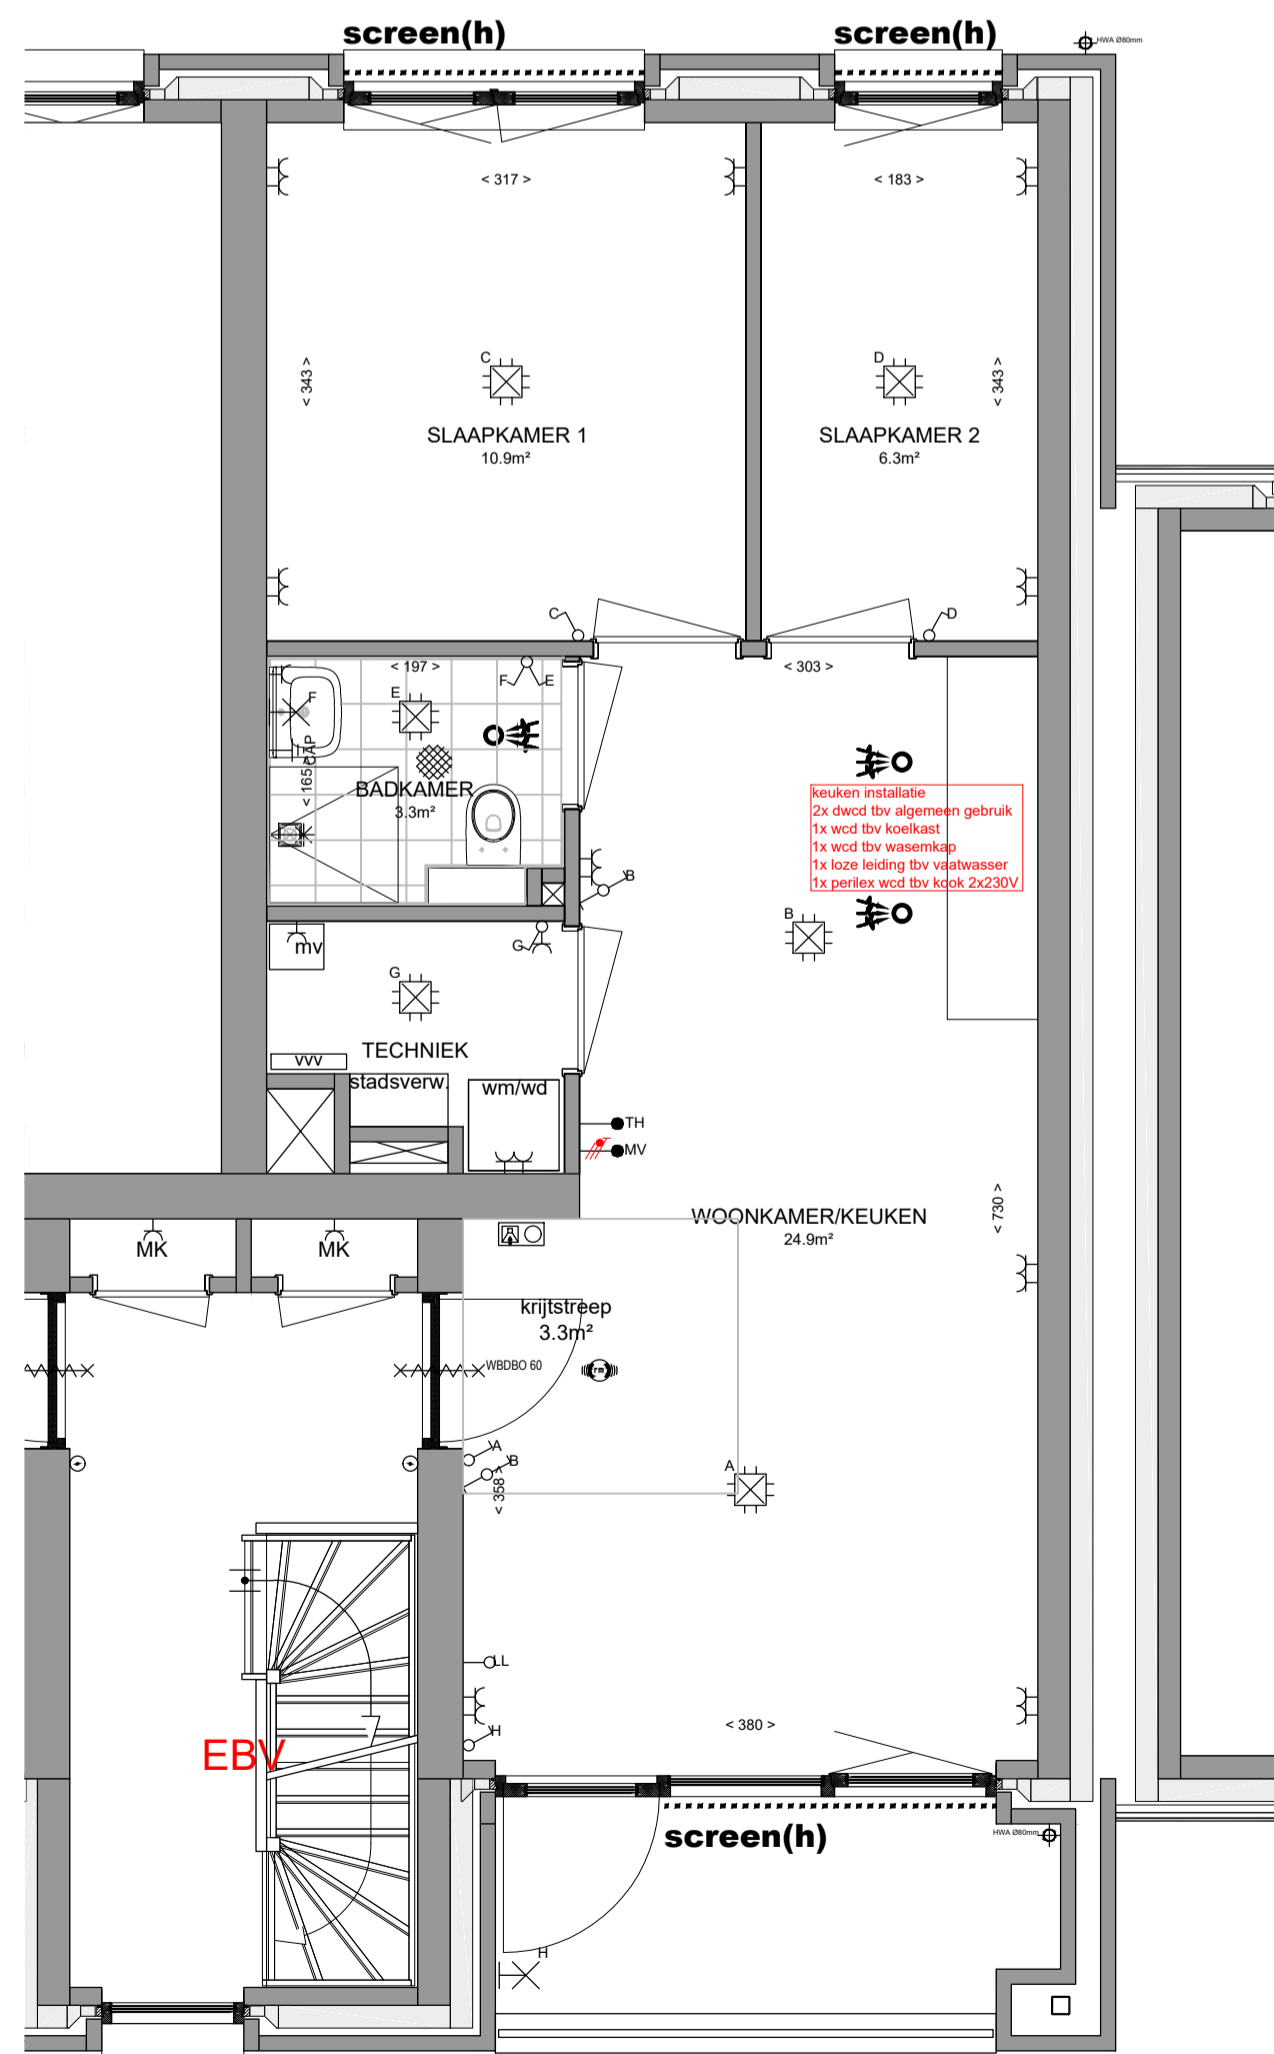 screen(h)
screen(h)
HWA Ø80mm
< 317 >
< 183 >
< 343 >
C
D
< 343 >
SLAAPKAMER 1
10.9m²
SLAAPKAMER 2
6.3m²
C
D
< 197 >
< 303 >
F
E
F
E
< 165 >
CAP
BADKAMER
3.3m²
keuken installatie
2x dwcd tbv algemeen gebruik
1x wcd tbv koelkast
1x wcd tbv wasemkap
1x loze leiding tbv vaatwasser
1x perilex wcd tbv kook 2x230V
B
B
mv
G
G
TECHNIEK
vvv
stadsverw.
wm/wd
TH
MV
< 730 >
WOONKAMER/KEUKEN
24.9m²
MK
MK
krijtstreep
3.3m²
WBDBO 60
rm
A
B
< 358 >
A
LL
H
< 380 >
EBV
screen(h)
HWA Ø80mm
H